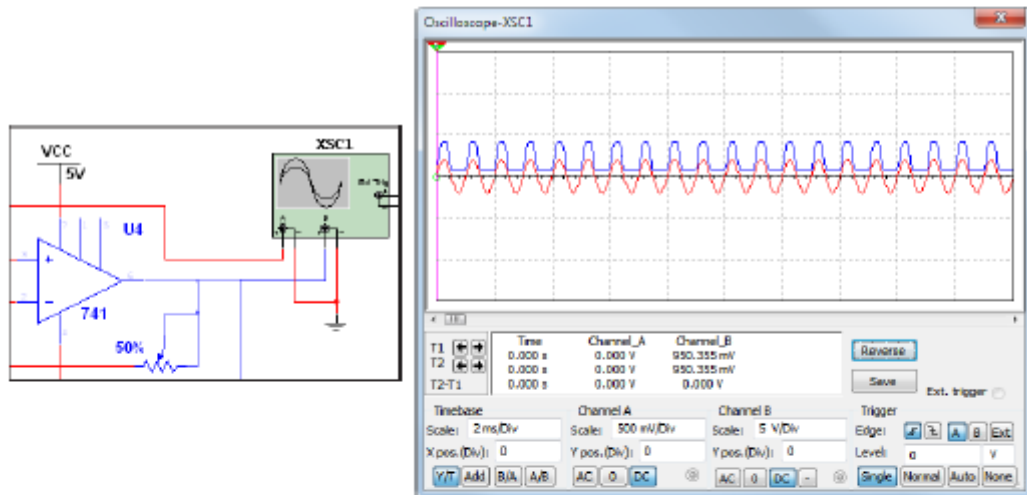 VCC
5V
U4
741
50%
XSC1
Oscilloscope-XSC1
Time Channel_A Channel_B
T1 0.000 s 0.000 V 950.355 mV
T2 0.000 s 0.000 V 950.355 mV
T2-T1 0.000 s 0.000 V 0.000 V
Reverse
Save
Ext. trigger
Timebase Channel A Channel B Trigger
Scale: 2 ms/Div Scale: 500 mV/Div Scale: 5 V/Div Edge: A B Ext
X pos.(Div): 0 Y pos.(Div): 0 Y pos.(Div): 0 Level: 0 V
Y/T Add B/A A/B AC 0 DC AC 0 DC - Single Normal Auto None